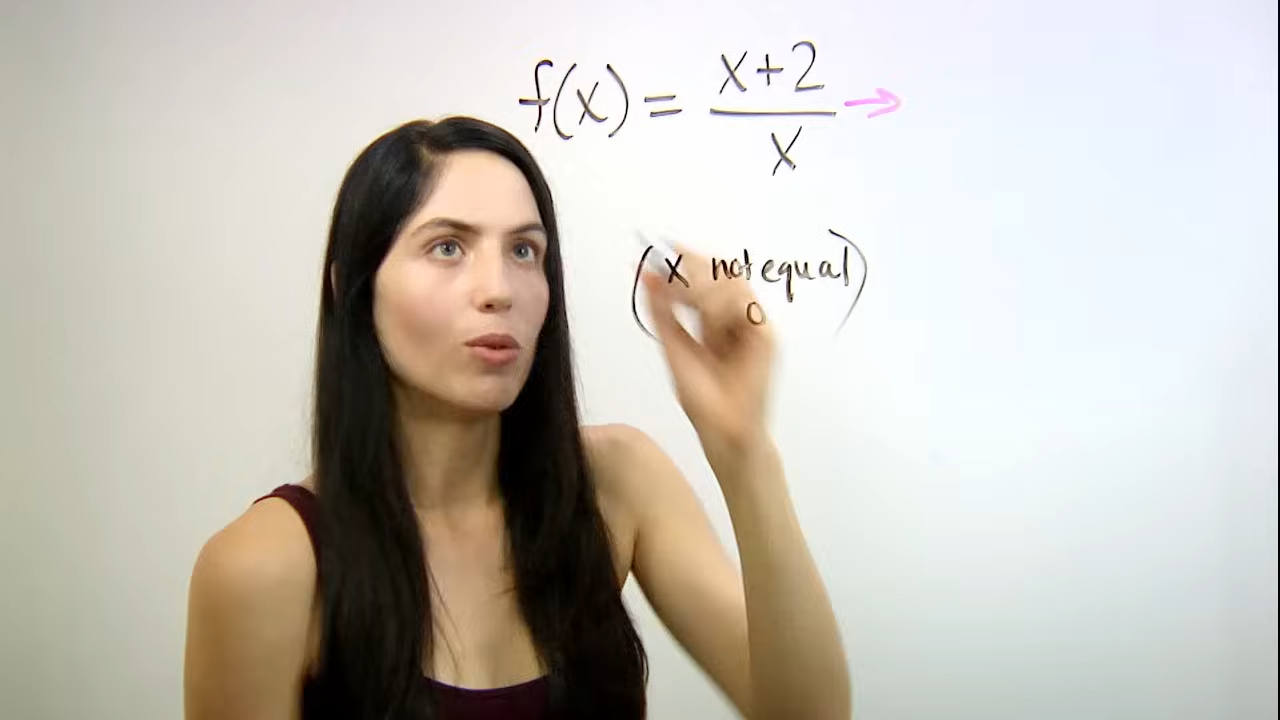 f(x) = x+2 / x →
(x not equal
0)